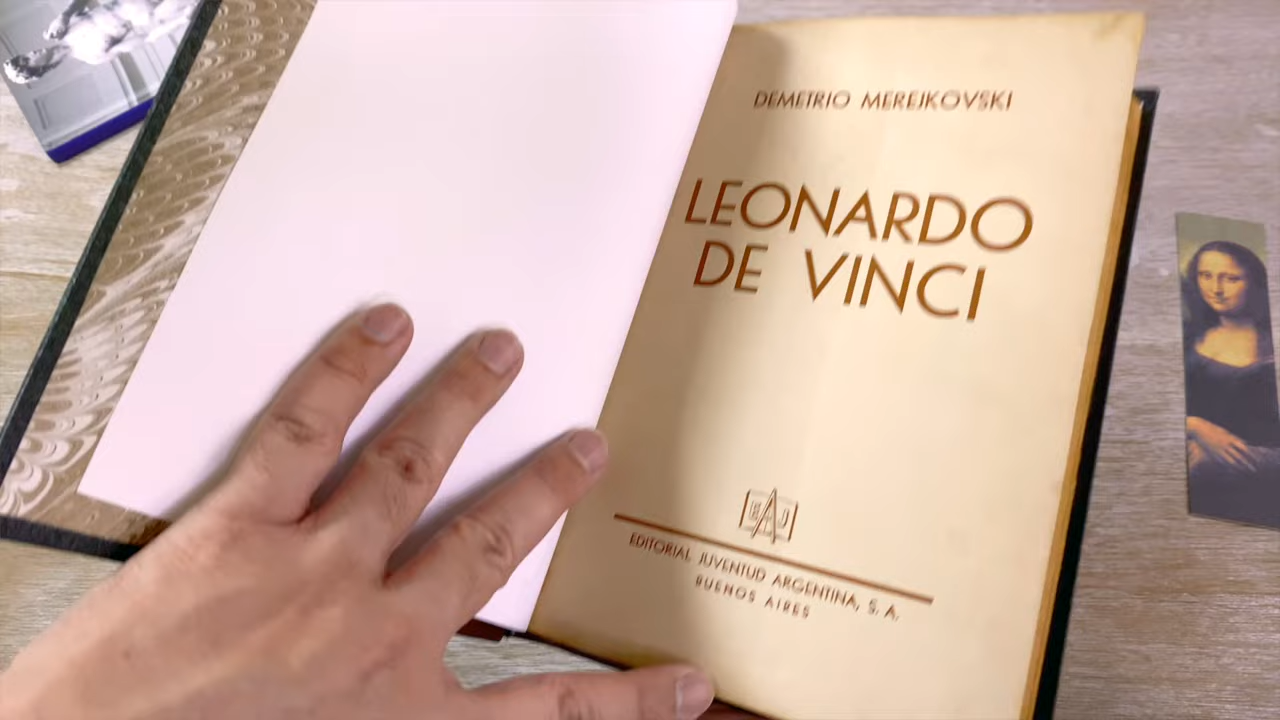 DEMETRIO MEREJKOVSKI
LEONARDO
DE VINCI
EDITORIAL JUVENTUD ARGENTINA, S. A.
BUENOS AIRES